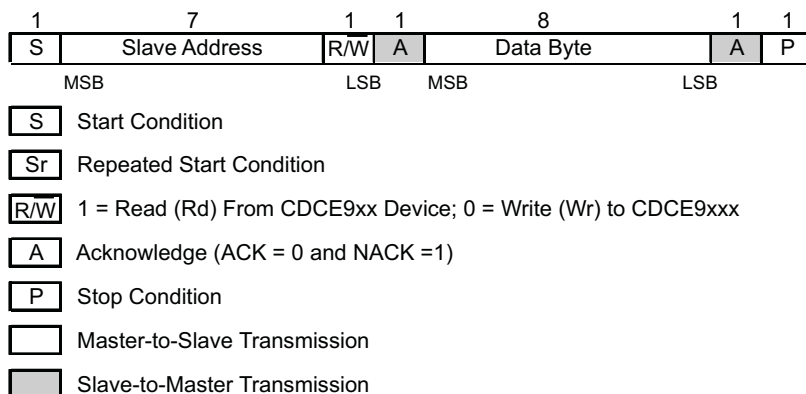 1 7 1 1 8 1 1
S Slave Address R/W̅ A Data Byte A P
MSB LSB MSB LSB
S Start Condition
Sr Repeated Start Condition
R/W̅ 1 = Read (Rd) From CDCE9xx Device; 0 = Write (Wr) to CDCE9xxx
A Acknowledge (ACK = 0 and NACK =1)
P Stop Condition
Master-to-Slave Transmission
Slave-to-Master Transmission